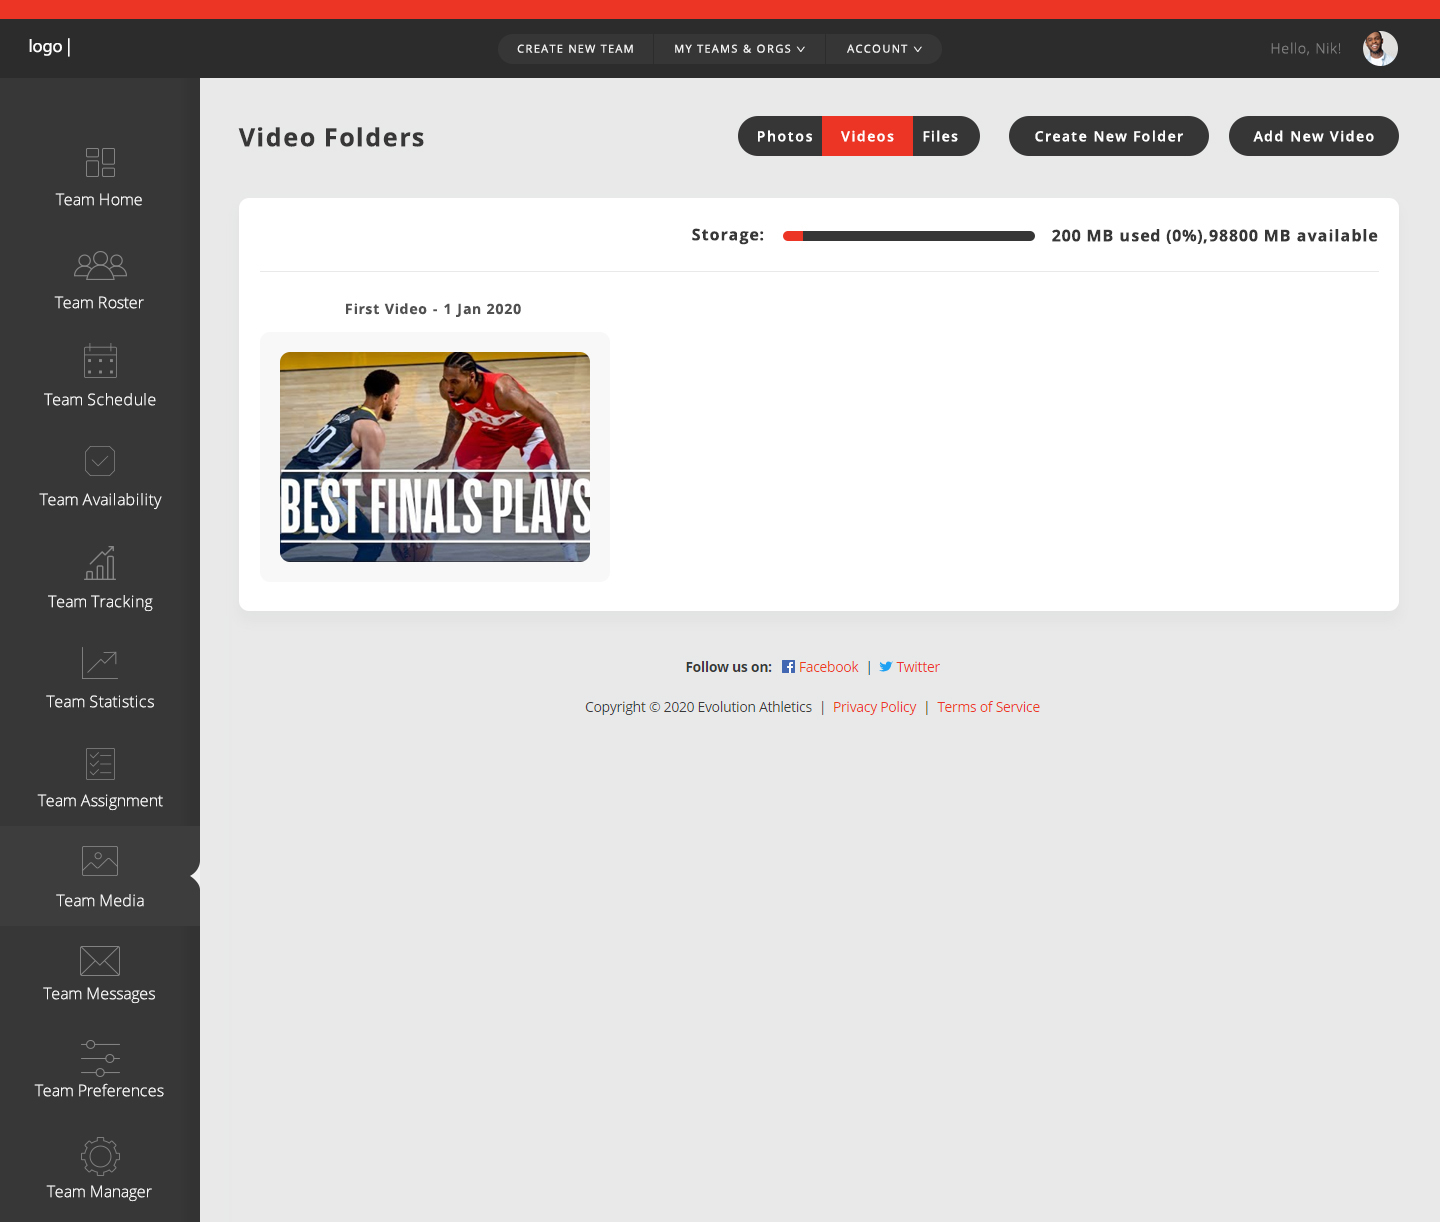 logo |
CREATE NEW TEAM
MY TEAMS & ORGS
ACCOUNT
Hello, Nik!
Team Home
Team Roster
Team Schedule
Team Availability
Team Tracking
Team Statistics
Team Assignment
Team Media
Team Messages
Team Preferences
Team Manager
Video Folders
Photos
Videos
Files
Create New Folder
Add New Video
Storage:
200 MB used (0%),98800 MB available
First Video - 1 Jan 2020
30
BEST FINALS PLAYS
Follow us on: Facebook | Twitter
Copyright © 2020 Evolution Athletics | Privacy Policy | Terms of Service